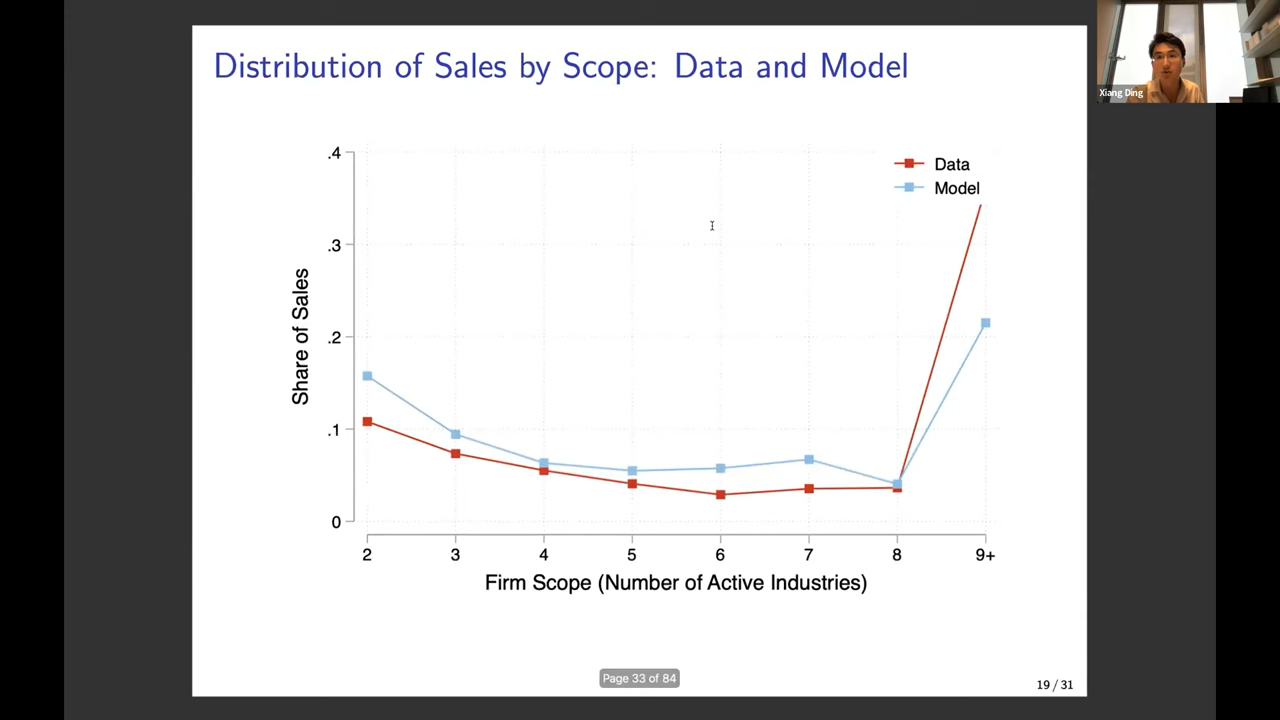 Distribution of Sales by Scope: Data and Model
Xiang Ding
.4
.3
.2
.1
0
Share of Sales
Data
Model
2 3 4 5 6 7 8 9+
Firm Scope (Number of Active Industries)
Page 33 of 84
19 / 31